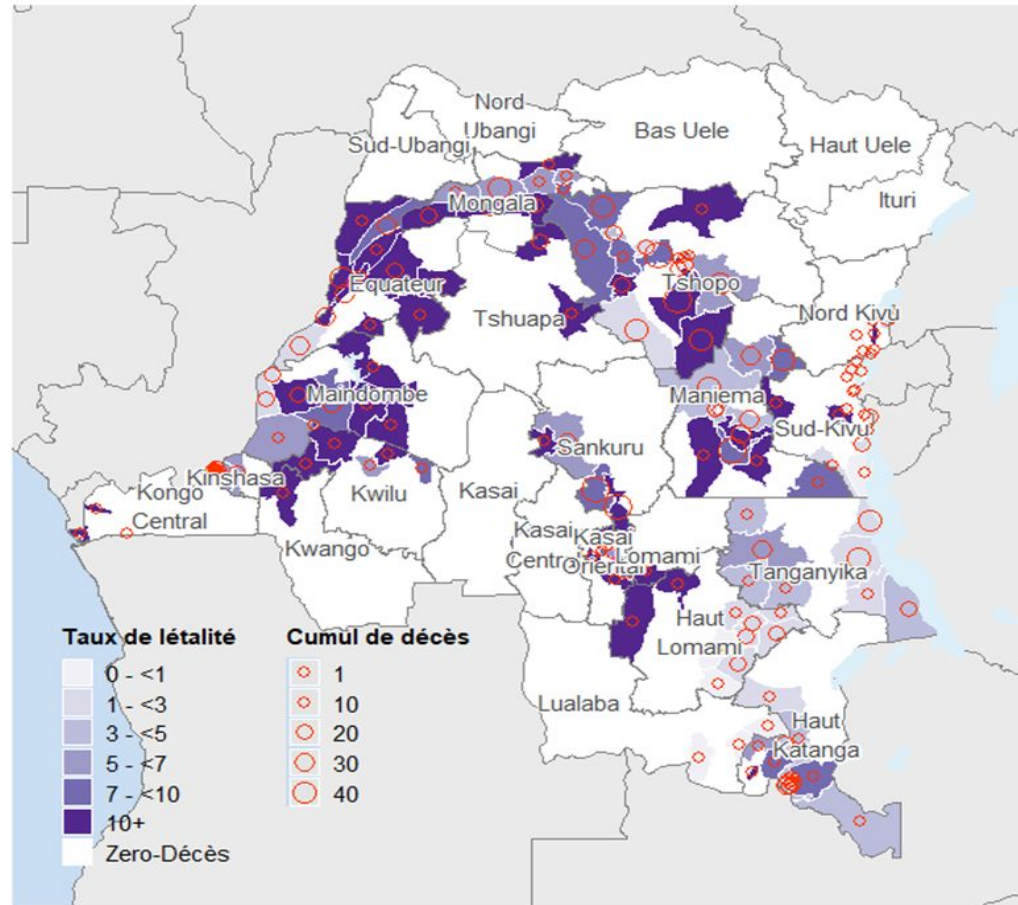 Nord
Ubangi
Sud-Ubangi
Bas Uele
Haut Uele
Ituri
Mongala
Equateur
Tshopo
Tshuapa
Nord Kivu
Maindombe
Maniema
Sankuru
Sud-Kivu
Kinshasa
Kongo
Central
Kwilu
Kasai
Kwango
Kasai
Central
Kasai
Oriental
Lomami
Tanganyika
Haut
Lomami
Lualaba
Haut
Katanga
Taux de létalité
0 - <1
1 - <3
3 - <5
5 - <7
7 - <10
10+
Zero-Décès
Cumul de décès
1
10
20
30
40